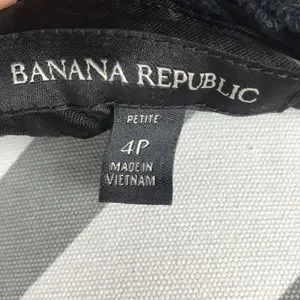 BANANA REPUBLIC
PETITE
4P
MADE IN
VIETNAM